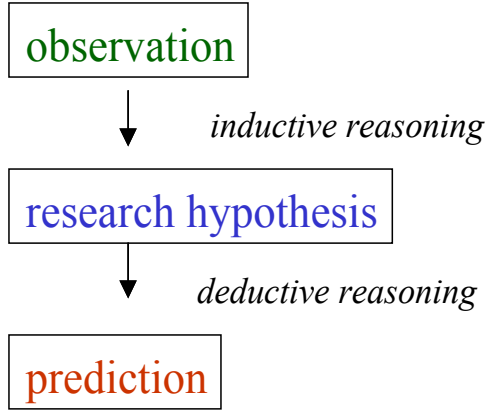 observation
inductive reasoning
research hypothesis
deductive reasoning
prediction